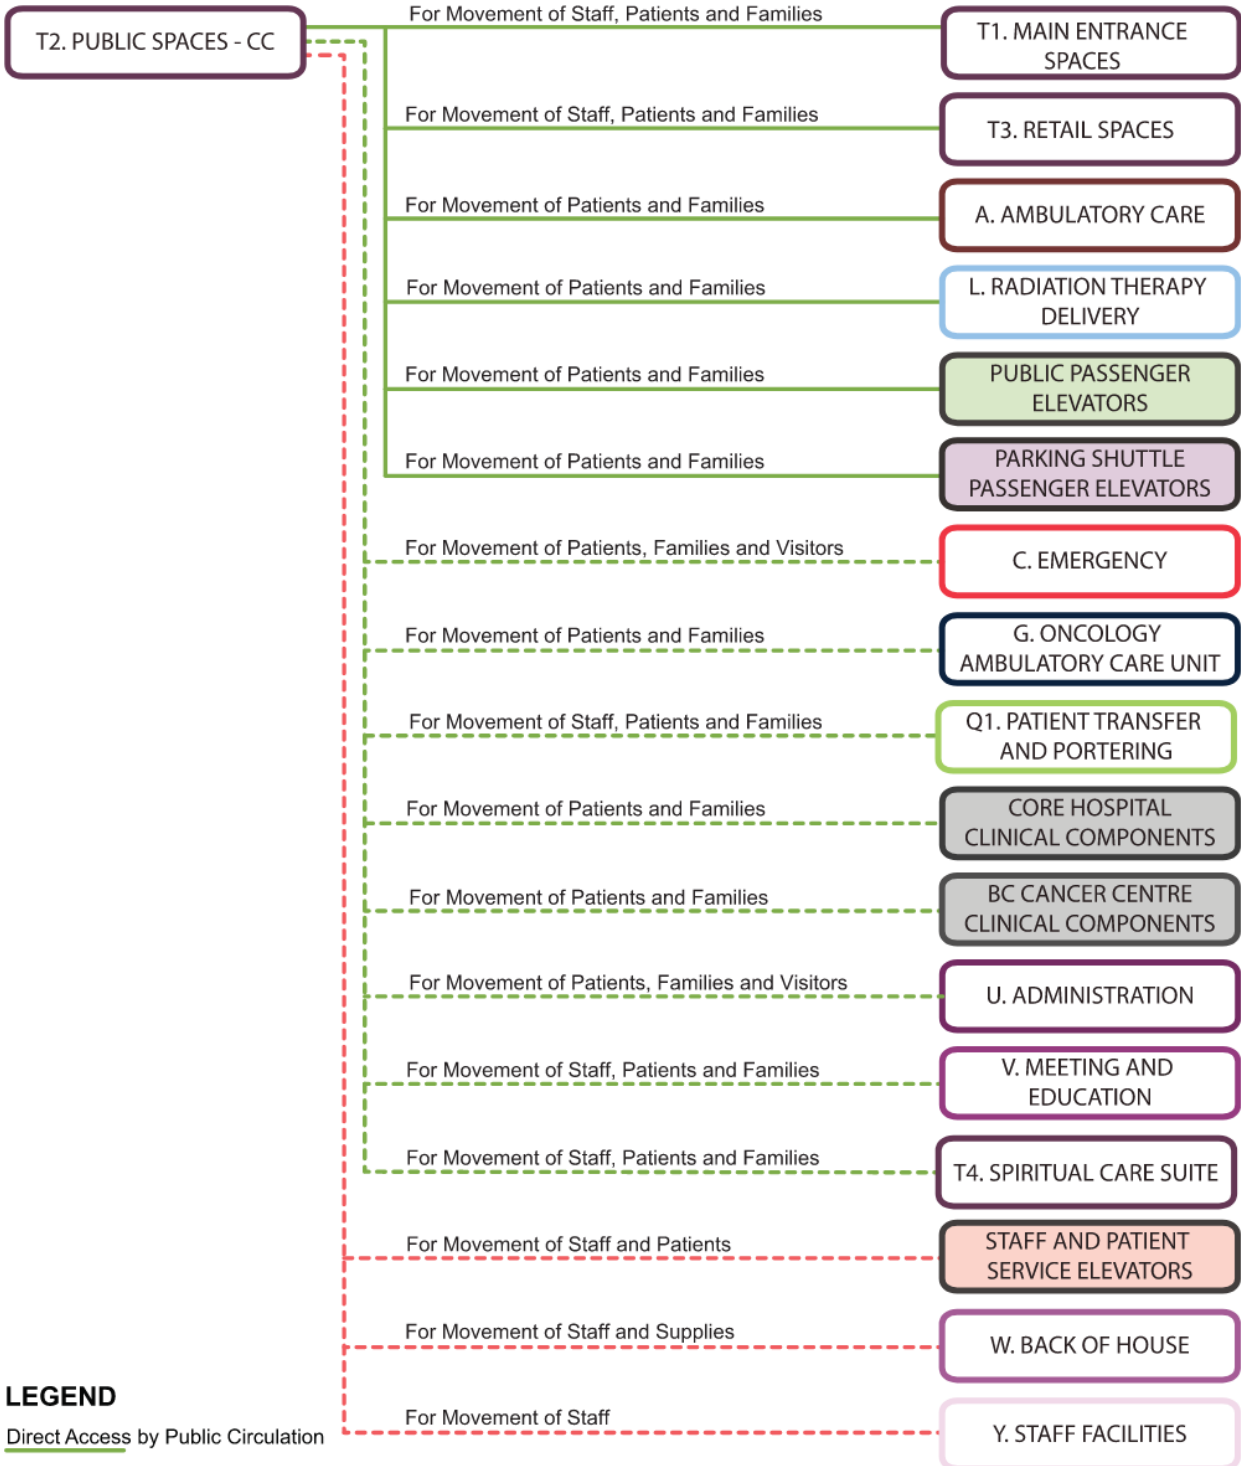 T2. PUBLIC SPACES - CC
For Movement of Staff, Patients and Families
T1. MAIN ENTRANCE
SPACES
For Movement of Staff, Patients and Families
T3. RETAIL SPACES
For Movement of Patients and Families
A. AMBULATORY CARE
For Movement of Patients and Families
L. RADIATION THERAPY
DELIVERY
For Movement of Patients and Families
PUBLIC PASSENGER
ELEVATORS
For Movement of Patients and Families
PARKING SHUTTLE
PASSENGER ELEVATORS
For Movement of Patients, Families and Visitors
C. EMERGENCY
For Movement of Patients and Families
G. ONCOLOGY
AMBULATORY CARE UNIT
For Movement of Staff, Patients and Families
Q1. PATIENT TRANSFER
AND PORTERING
For Movement of Patients and Families
CORE HOSPITAL
CLINICAL COMPONENTS
For Movement of Patients and Families
BC CANCER CENTRE
CLINICAL COMPONENTS
For Movement of Patients, Families and Visitors
U. ADMINISTRATION
For Movement of Staff, Patients and Families
V. MEETING AND
EDUCATION
For Movement of Staff, Patients and Families
T4. SPIRITUAL CARE SUITE
For Movement of Staff and Patients
STAFF AND PATIENT
SERVICE ELEVATORS
For Movement of Staff and Supplies
W. BACK OF HOUSE
For Movement of Staff
Y. STAFF FACILITIES
LEGEND
Direct Access by Public Circulation